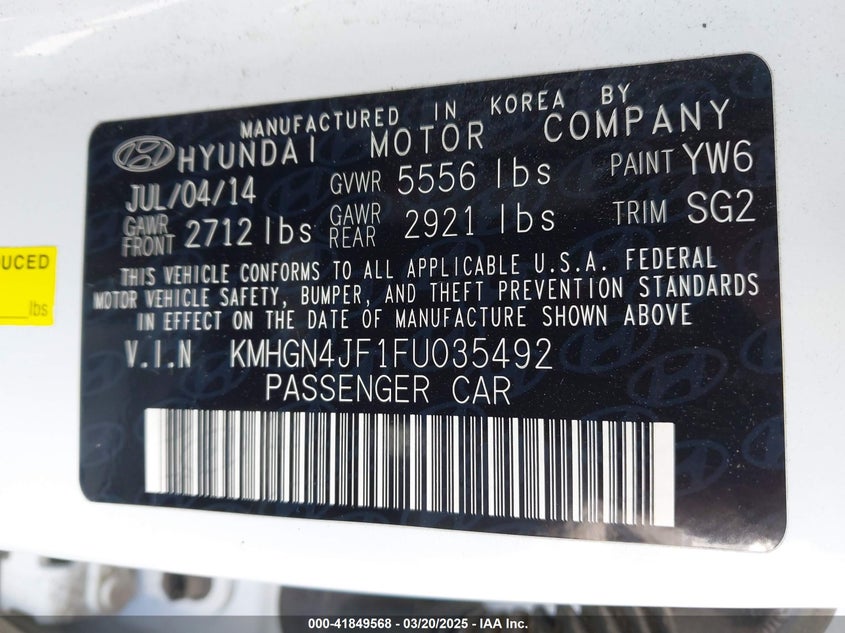 MANUFACTURED IN KOREA BY
HYUNDAI MOTOR COMPANY
JUL/04/14 GVWR 5556 lbs PAINT YW6
GAWR FRONT 2712 lbs GAWR REAR 2921 lbs TRIM SG2
THIS VEHICLE CONFORMS TO ALL APPLICABLE U.S.A. FEDERAL
MOTOR VEHICLE SAFETY, BUMPER, AND THEFT PREVENTION STANDARDS
IN EFFECT ON THE DATE OF MANUFACTURE SHOWN ABOVE
V.I.N KMHGN4JF1FU035492
PASSENGER CAR
UCED
lbs
000-41849568 - 03/20/2025 - IAA Inc.